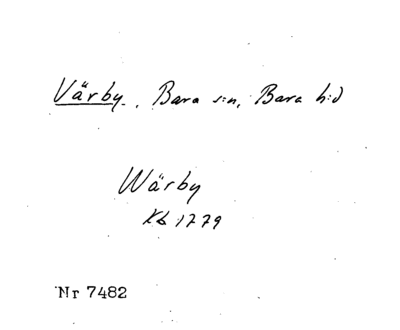 Värby, Bara s:n, Bara h:d
Wärby
Kb 1779
Nr 7482